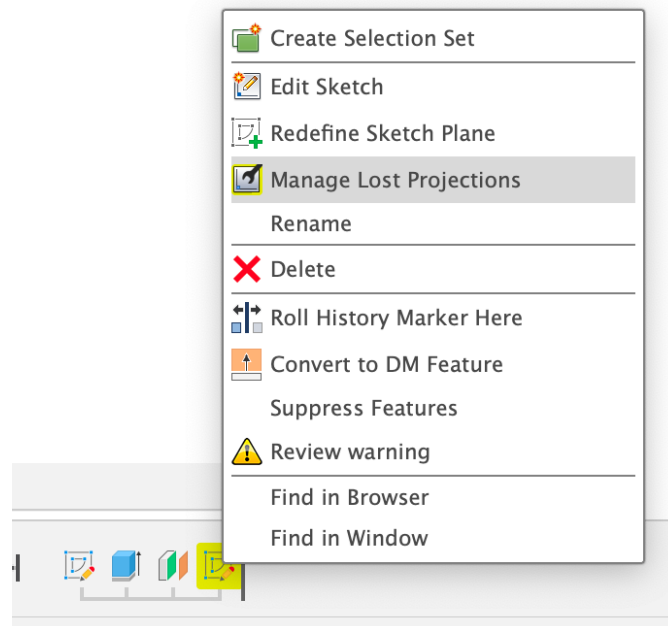 Create Selection Set
Edit Sketch
Redefine Sketch Plane
Manage Lost Projections
Rename
Delete
Roll History Marker Here
Convert to DM Feature
Suppress Features
Review warning
Find in Browser
Find in Window